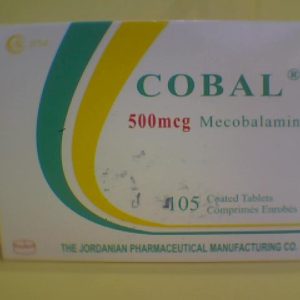 COBAL®
500mcg Mecobalamin
105 Coated Tablets
Comprimés Enrobés
THE JORDANIAN PHARMACEUTICAL MANUFACTURING CO.